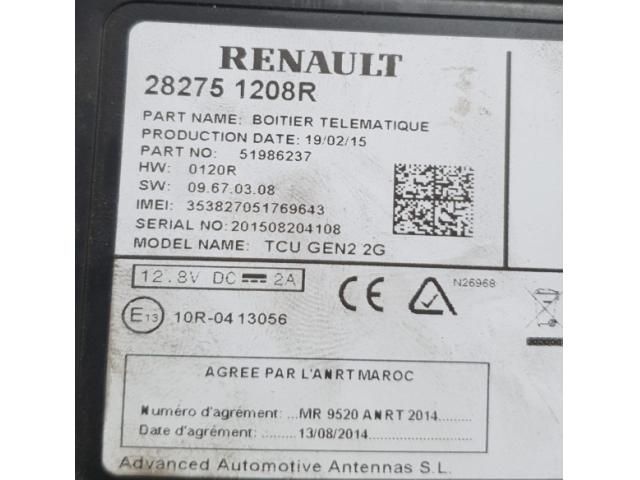 RENAULT
28275 1208R
PART NAME: BOITIER TELEMATIQUE
PRODUCTION DATE: 19/02/15
PART NO: 51986237
HW: 0120R
SW: 09.67.03.08
IMEI: 353827051769643
SERIAL NO: 201508204108
MODEL NAME: TCU GEN2 2G
12.8V DC 2A
CE N26968
E13 10R-0413056
AGREE PAR L'ANRT MAROC
Numéro d'agrément: ...MR 9520 ANRT 2014........
Date d'agrément: .......13/08/2014....................
Advanced Automotive Antennas S.L.